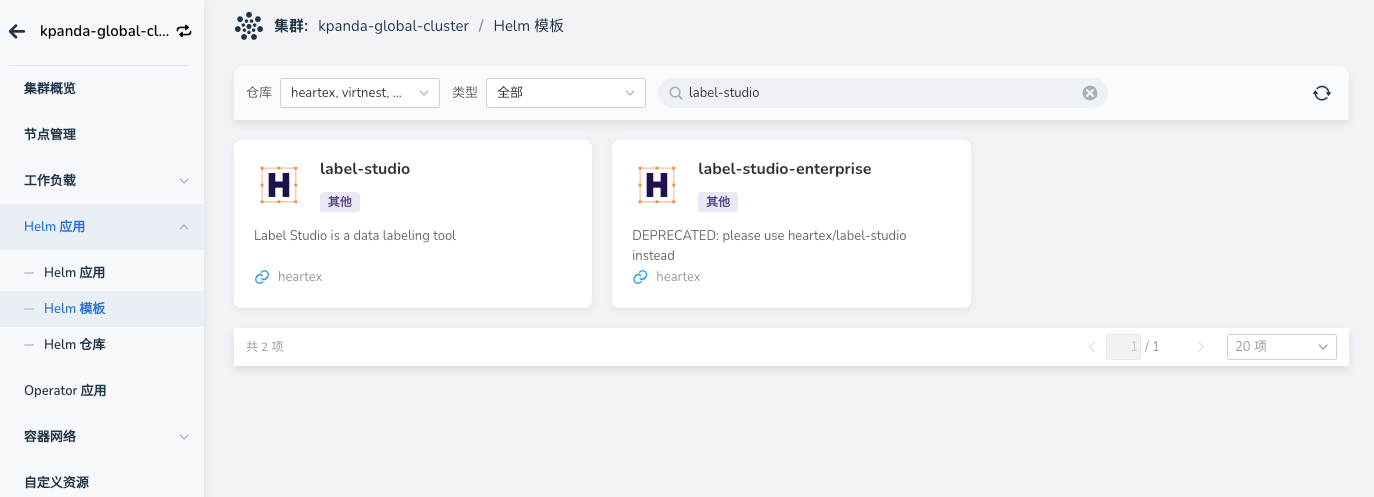 kpanda-global-cl...
集群概览
节点管理
工作负载
Helm 应用
Helm 应用
Helm 模板
Helm 仓库
Operator 应用
容器网络
自定义资源
集群: kpanda-global-cluster / Helm 模板
仓库 heartex, virtnest, ... 类型 全部 label-studio
label-studio
其他
Label Studio is a data labeling tool
heartex
label-studio-enterprise
其他
DEPRECATED: please use heartex/label-studio
instead
heartex
共 2 项 1 / 1 20 项